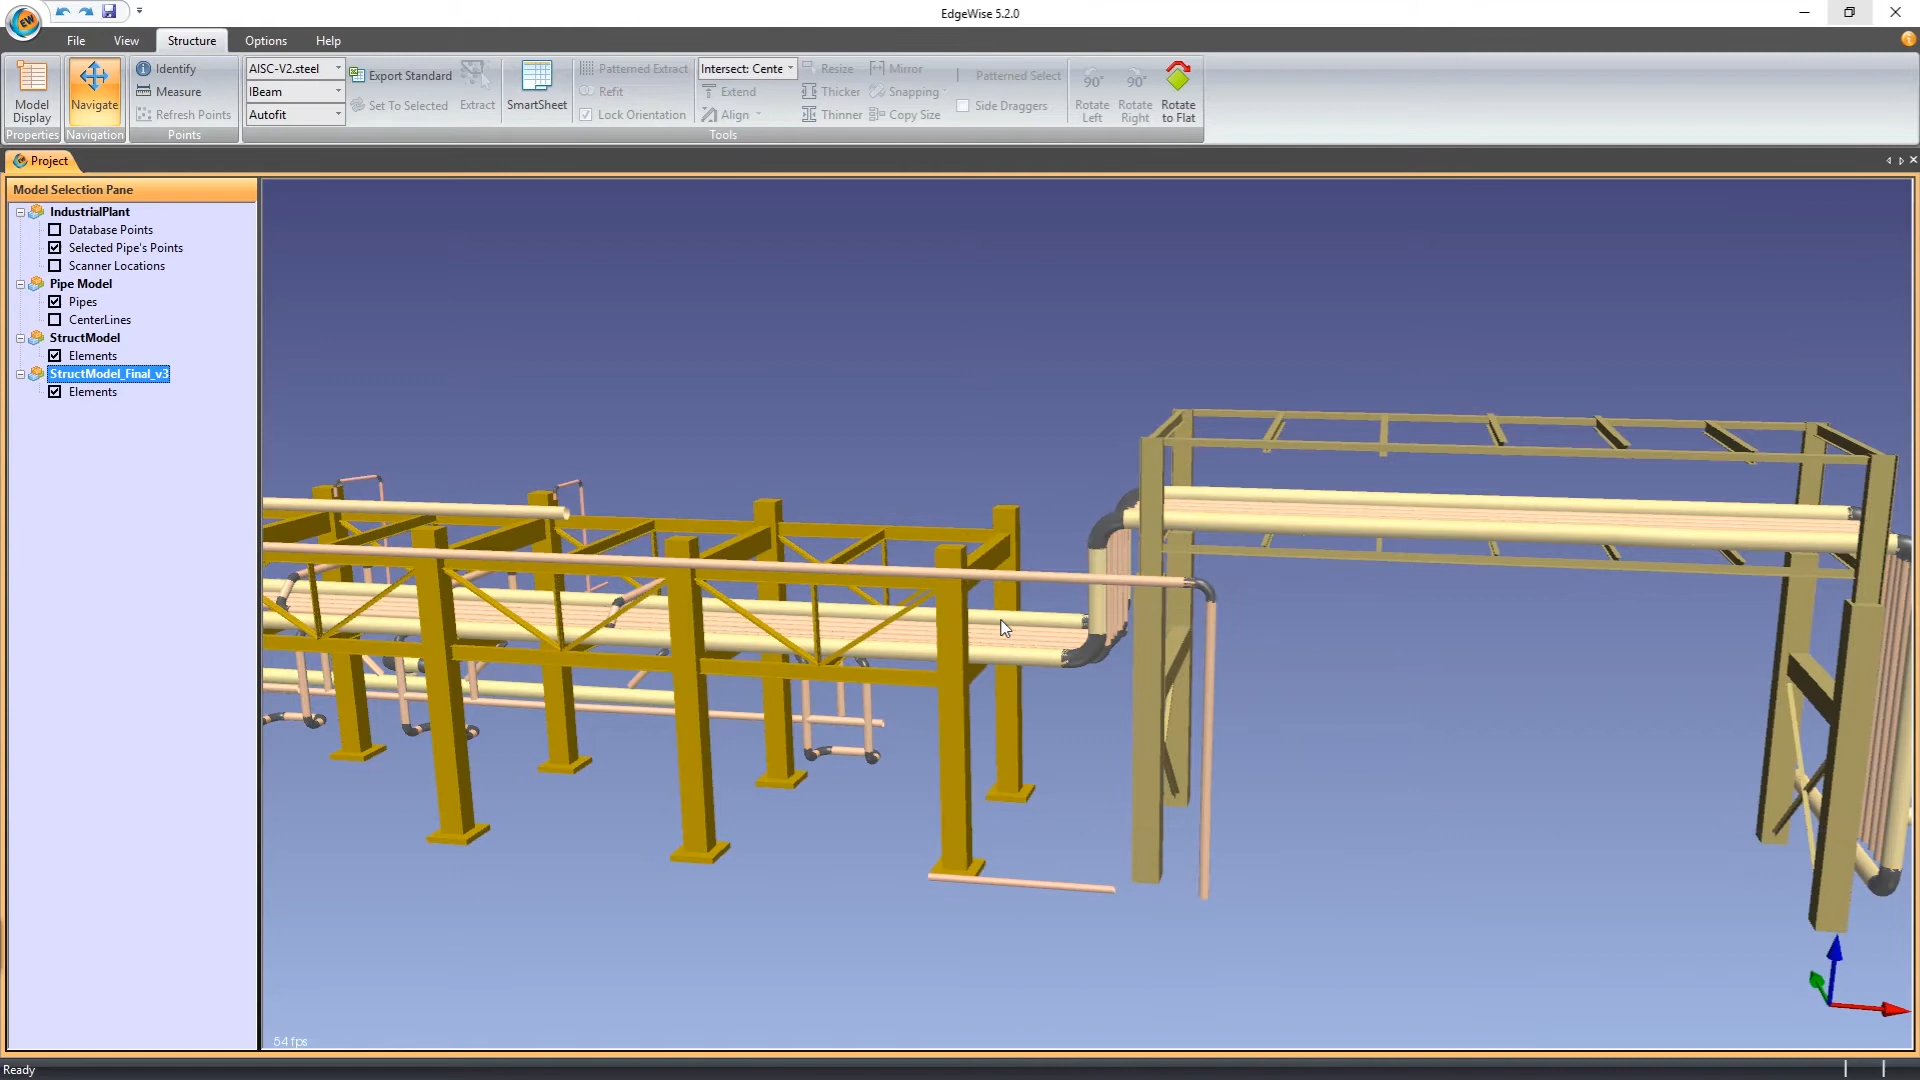 EdgeWise 5.2.0
File View Structure Options Help
Model Display
Navigate
Identify
Measure
Refresh Points
AISC-V2.steel
IBeam
Autofit
Export Standard
Set To Selected
Extract
SmartSheet
Patterned Extract
Refit
Lock Orientation
Intersect: Cente
Extend
Align
Resize
Thicker
Thinner
Mirror
Snapping
Copy Size
Patterned Select
Side Draggers
90°
Rotate Left
90°
Rotate Right
Rotate to Flat
Properties Navigation Points Tools
EW Project
Model Selection Pane
IndustrialPlant
Database Points
Selected Pipe's Points
Scanner Locations
Pipe Model
Pipes
CenterLines
StructModel
Elements
StructModel_Final_v3
Elements
54 fps
Ready